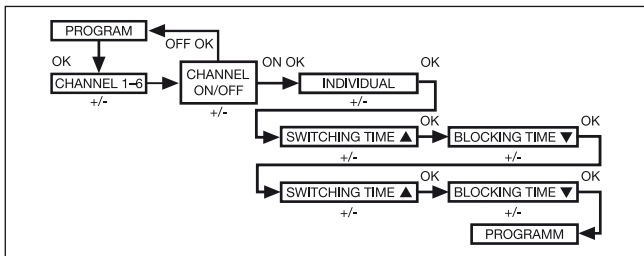 PROGRAM
OFF OK
OK
CHANNEL 1–6
+/-
CHANNEL
ON/OFF
+/-
ON OK
INDIVIDUAL
+/-
OK
SWITCHING TIME ▲
+/-
OK
BLOCKING TIME ▼
+/-
OK
SWITCHING TIME ▲
+/-
OK
BLOCKING TIME ▼
+/-
OK
PROGRAMM